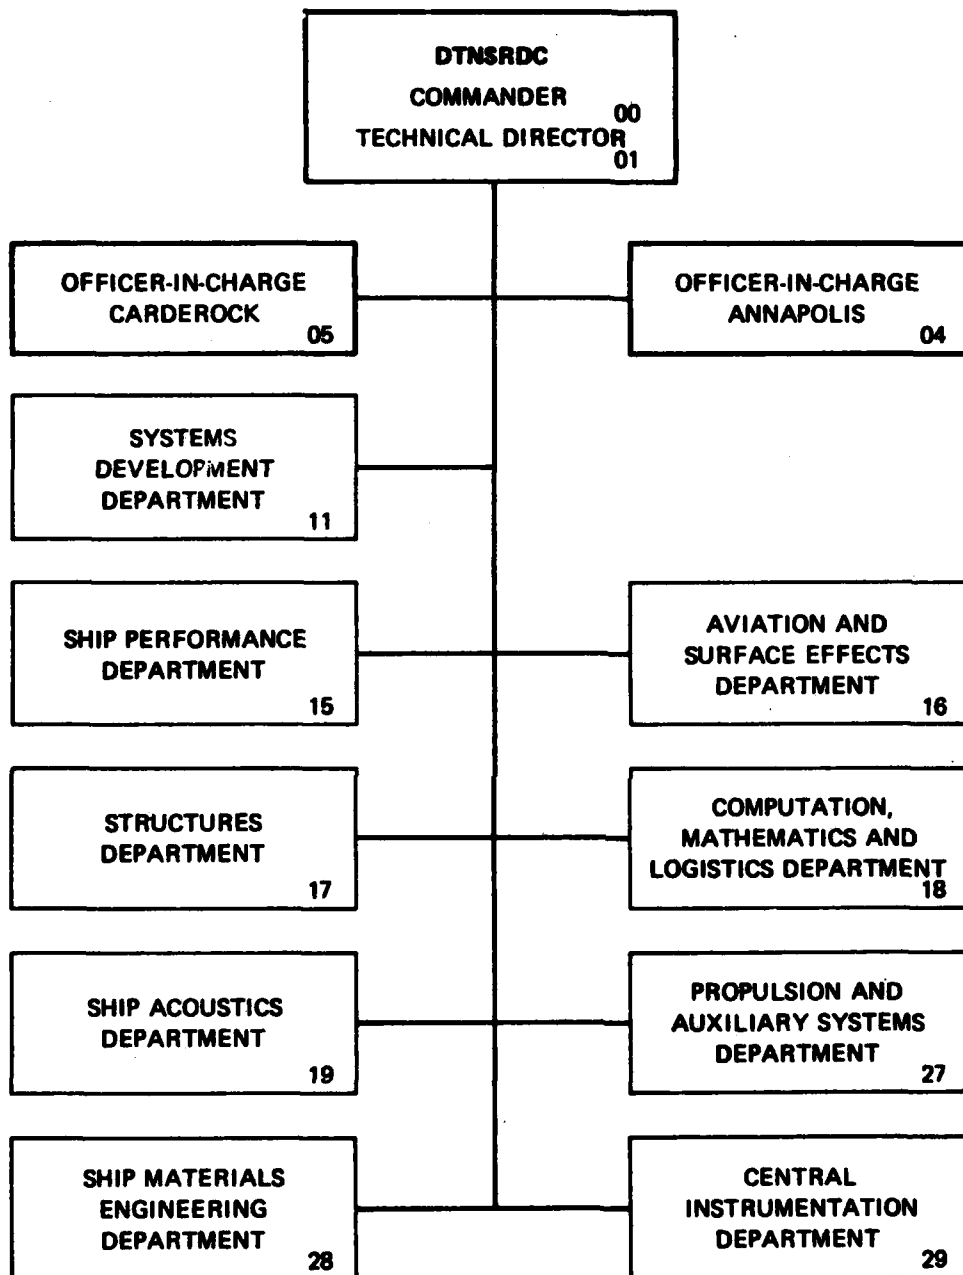 DTNSRDC
COMMANDER
00
TECHNICAL DIRECTOR
01
OFFICER-IN-CHARGE
CARDEROCK
05
OFFICER-IN-CHARGE
ANNAPOLIS
04
SYSTEMS
DEVELOPMENT
DEPARTMENT
11
SHIP PERFORMANCE
DEPARTMENT
15
AVIATION AND
SURFACE EFFECTS
DEPARTMENT
16
STRUCTURES
DEPARTMENT
17
COMPUTATION,
MATHEMATICS AND
LOGISTICS DEPARTMENT
18
SHIP ACOUSTICS
DEPARTMENT
19
PROPULSION AND
AUXILIARY SYSTEMS
DEPARTMENT
27
SHIP MATERIALS
ENGINEERING
DEPARTMENT
28
CENTRAL
INSTRUMENTATION
DEPARTMENT
29